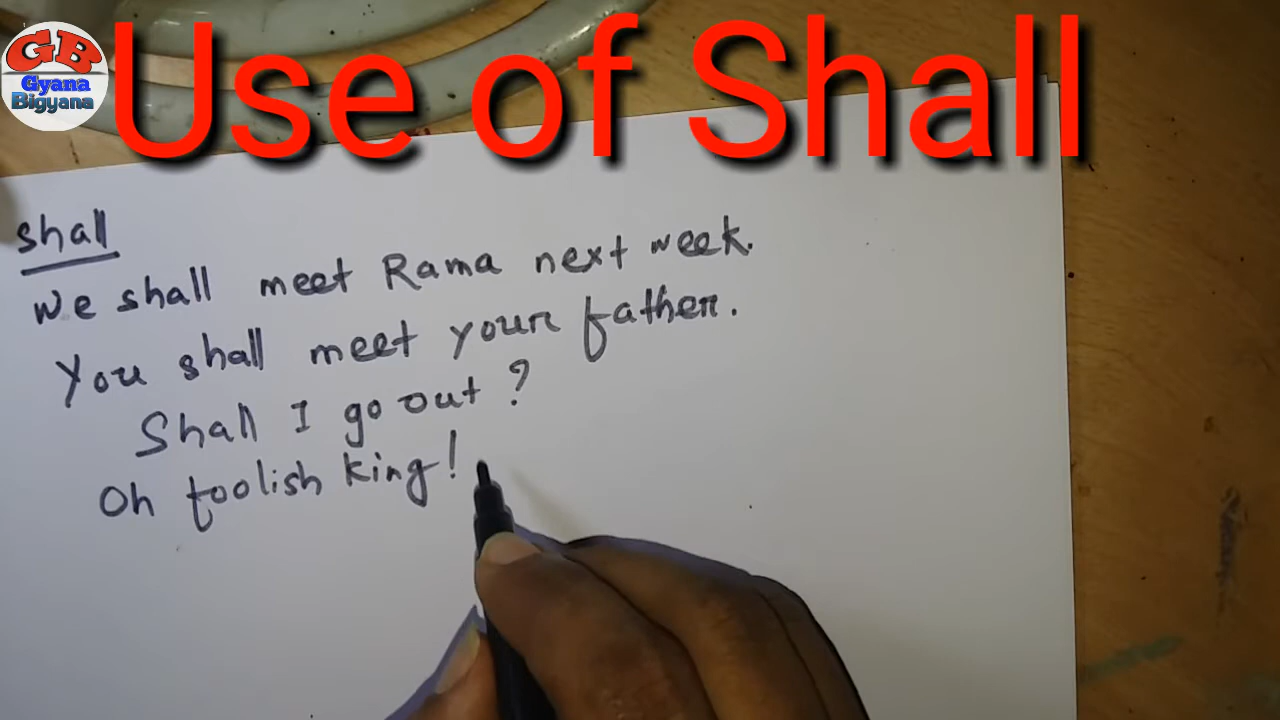 Use of Shall
GB
Gyana
Bigyana
Shall
We shall meet Rama next week.
You shall meet your father.
Shall I go out ?
Oh foolish king !